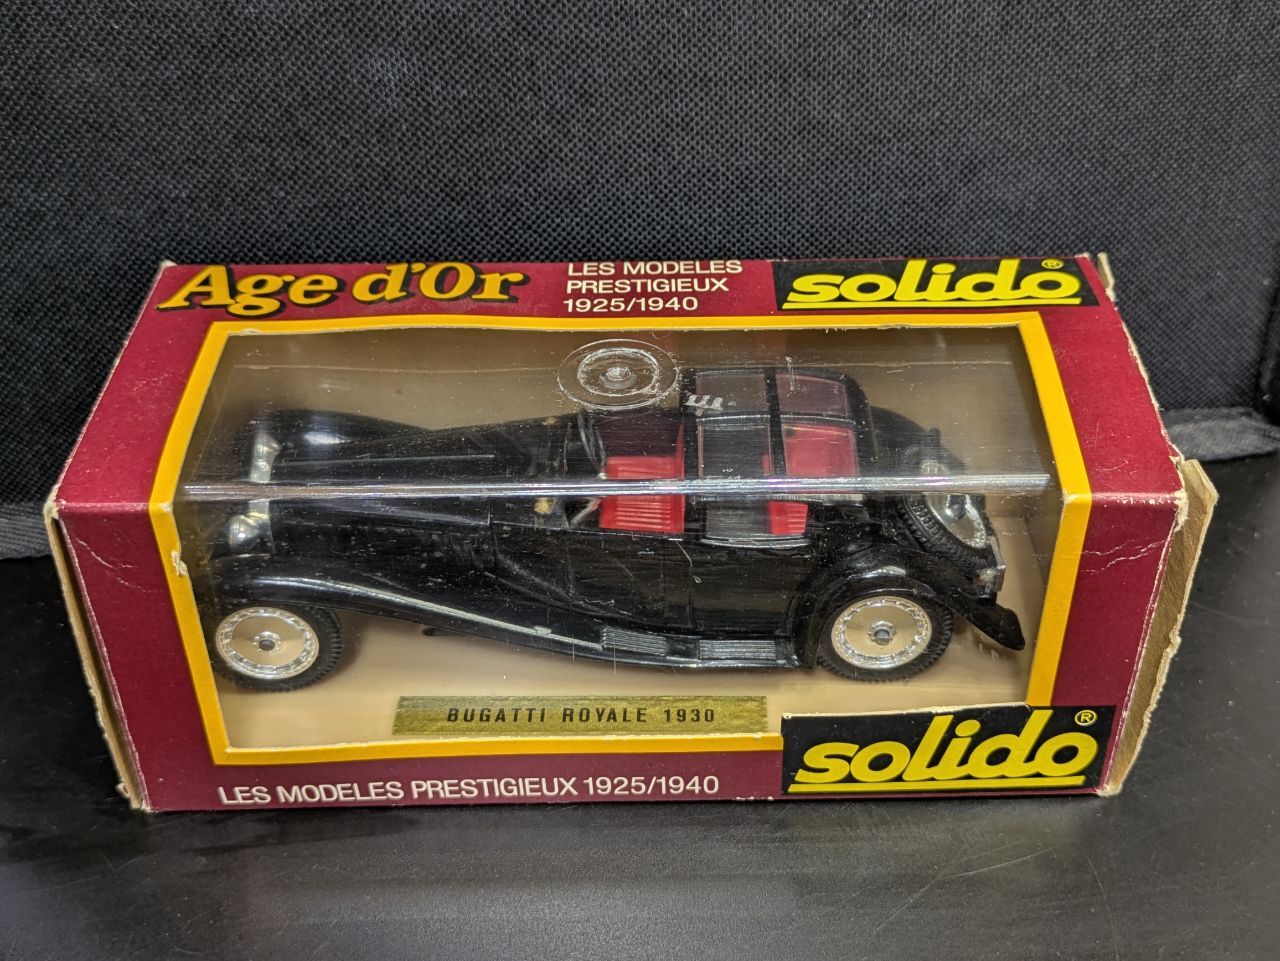 Age d'Or
LES MODELES
PRESTIGIEUX
1925/1940
solido®
BUGATTI ROYALE 1930
solido®
LES MODELES PRESTIGIEUX 1925/1940